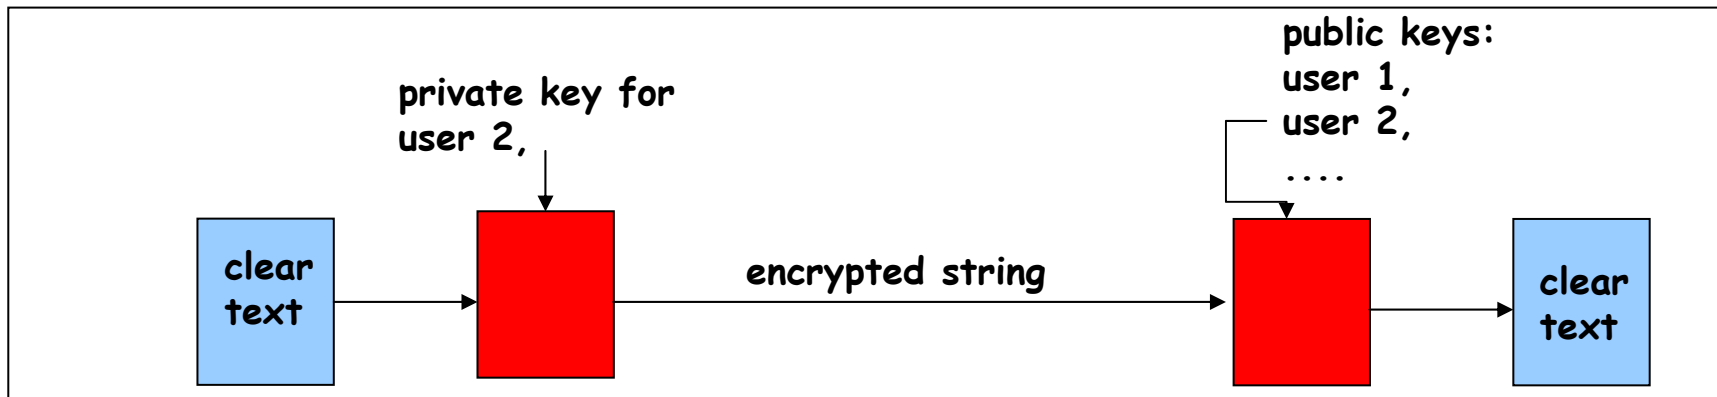 private key for
user 2,
public keys:
user 1,
user 2,
....
clear
text
encrypted string
clear
text